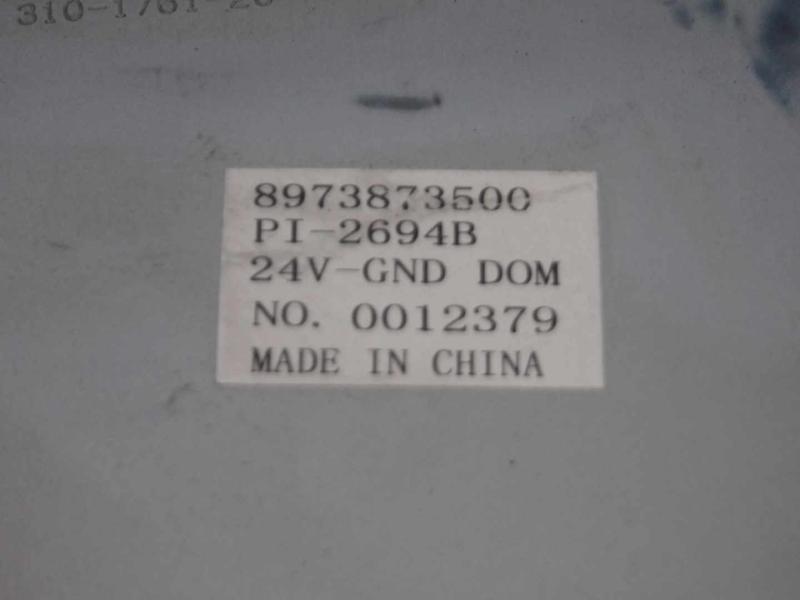 8973873500
PI-2694B
24V-GND DOM
NO. 0012379
MADE IN CHINA